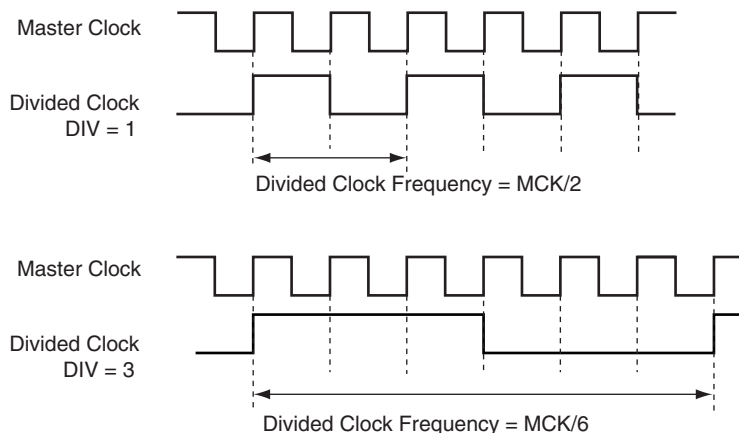 Master Clock
Divided Clock
DIV = 1
Divided Clock Frequency = MCK/2
Master Clock
Divided Clock
DIV = 3
Divided Clock Frequency = MCK/6